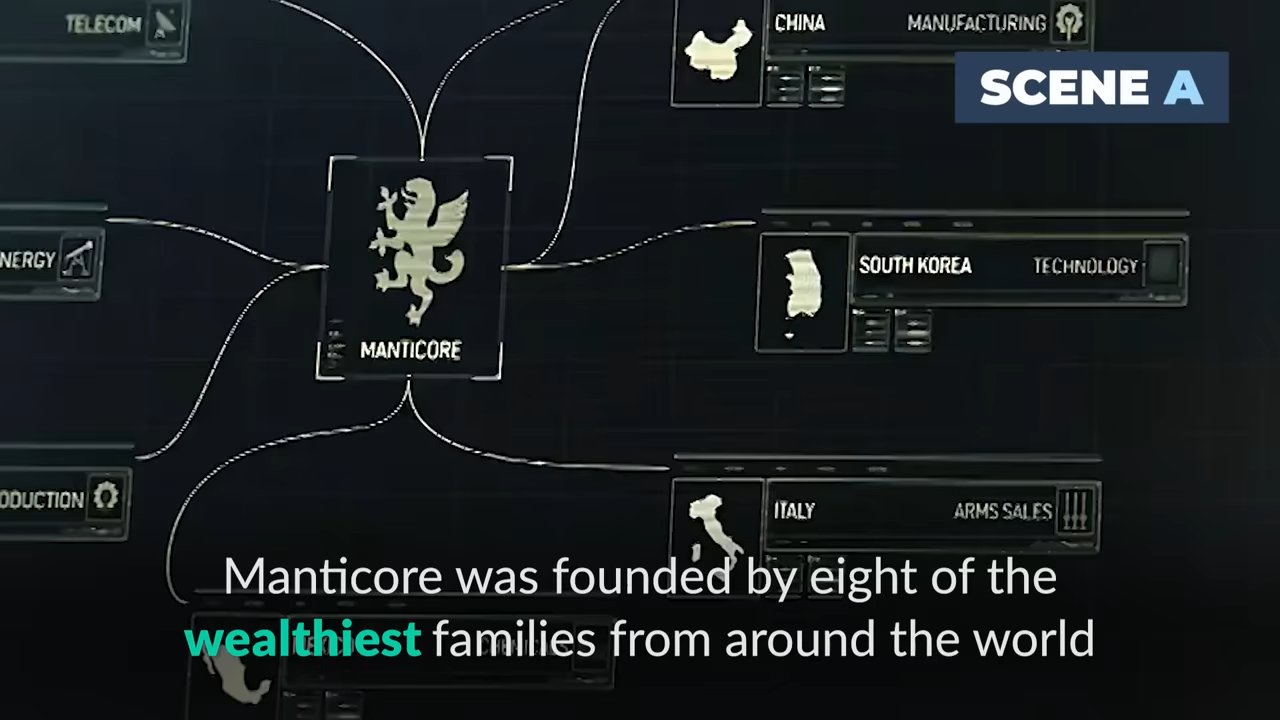 TELECOM
CHINA MANUFACTURING
SCENE A
NERGY
SOUTH KOREA TECHNOLOGY
MANTICORE
ODUCTION
ITALY ARMS SALES
Manticore was founded by eight of the
wealthiest families from around the world